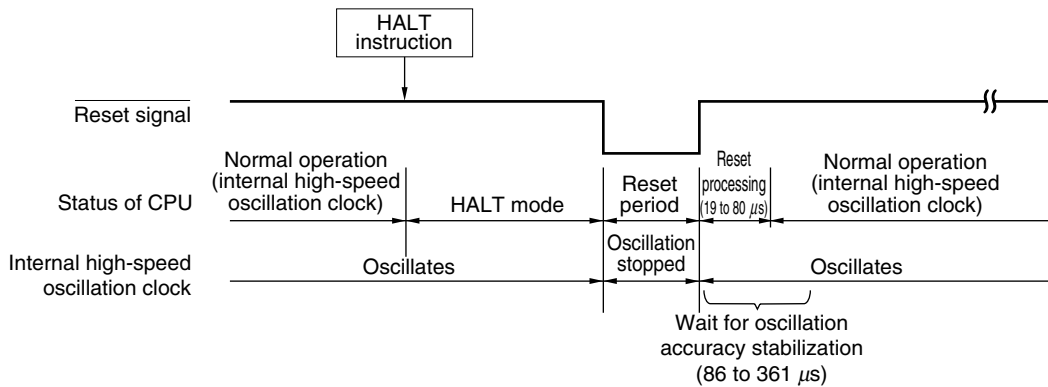 HALT
instruction
Reset signal
Normal operation
(internal high-speed
oscillation clock)
Status of CPU
HALT mode
Reset
period
Reset
processing
(19 to 80 μs)
Normal operation
(internal high-speed
oscillation clock)
Internal high-speed
oscillation clock
Oscillates
Oscillation
stopped
Oscillates
Wait for oscillation
accuracy stabilization
(86 to 361 μs)